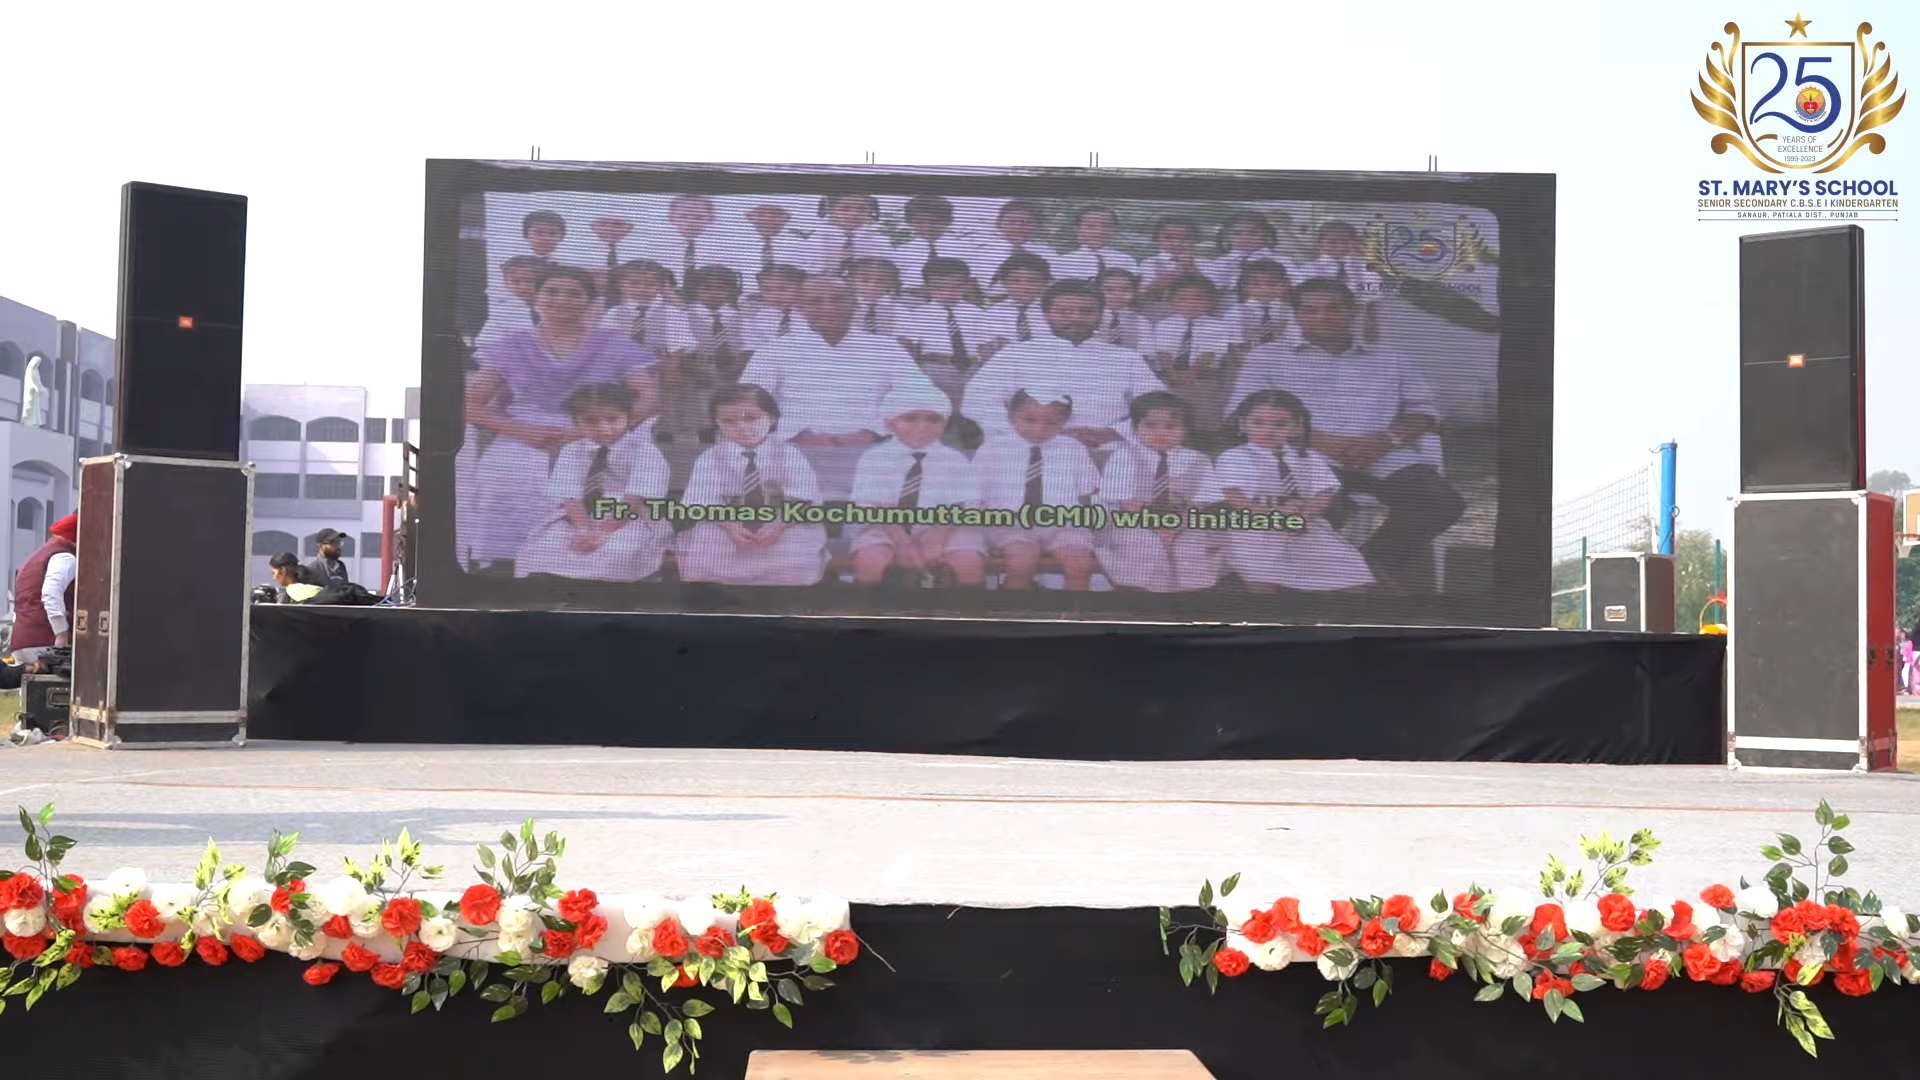 25
YEARS OF
EXCELLENCE
1999-2023
ST. MARY'S SCHOOL
SENIOR SECONDARY C.B.S.E I KINDERGARTEN
SANAUR, PATIALA DIST., PUNJAB
25
Fr. Thomas Kochumuttam (CMI) who initiate